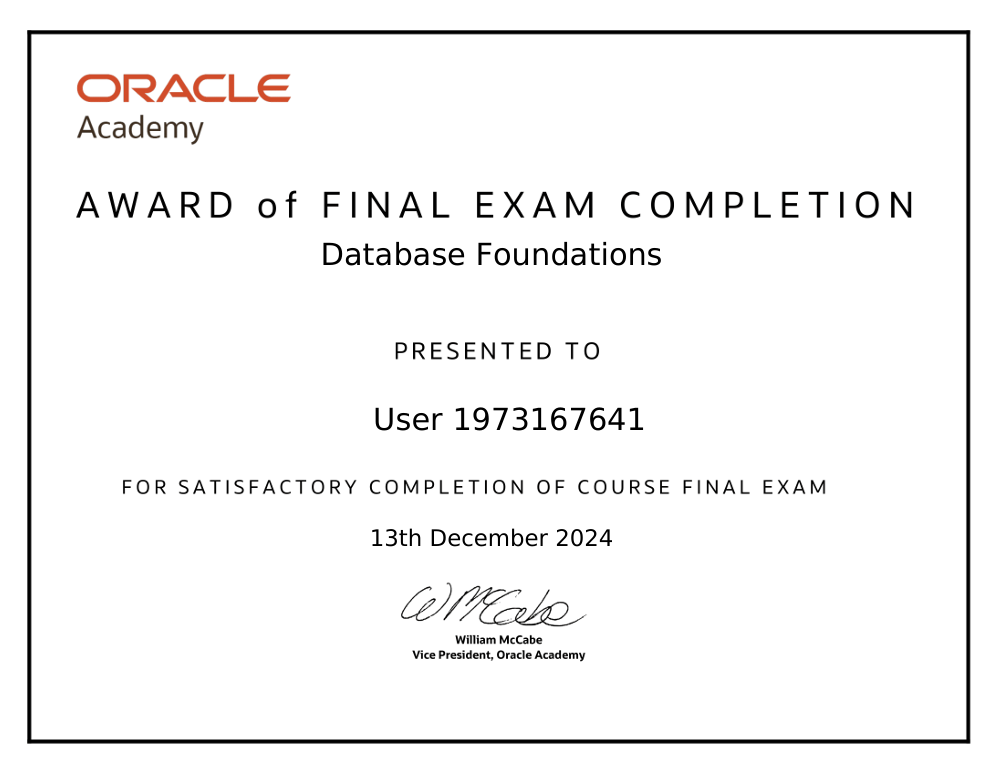 ORACLE
Academy
AWARD of FINAL EXAM COMPLETION
Database Foundations
PRESENTED TO
User 1973167641
FOR SATISFACTORY COMPLETION OF COURSE FINAL EXAM
13th December 2024
W McCabe
William McCabe
Vice President, Oracle Academy